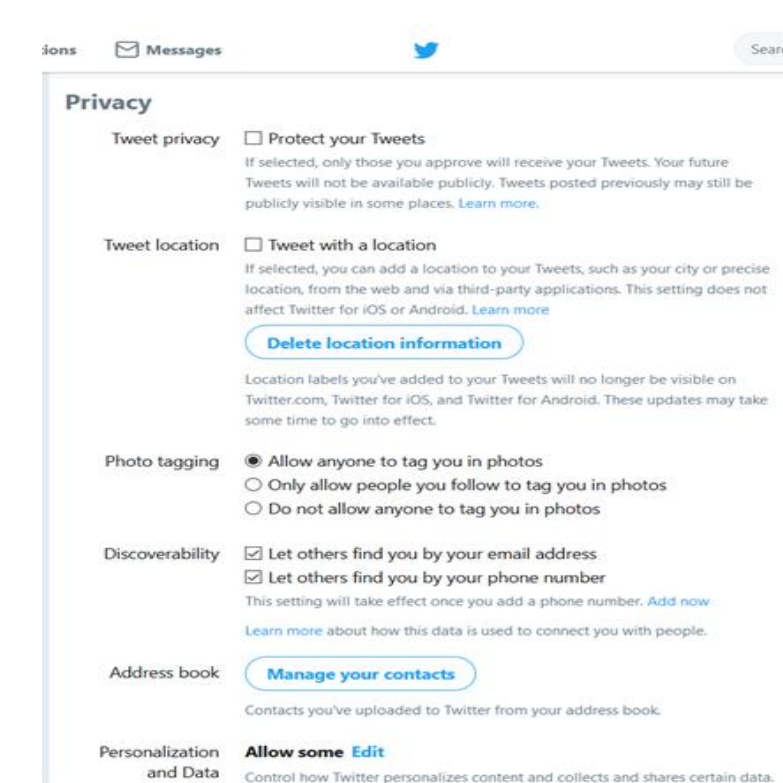 Messages
Privacy
Tweet privacy
Protect your Tweets
If selected, only those you approve will receive your Tweets. Your future
Tweets will not be available publicly. Tweets posted previously may still be
publicly visible in some places. Learn more.
Tweet location
Tweet with a location
If selected, you can add a location to your Tweets, such as your city or precise
location, from the web and via third-party applications. This setting does not
affect Twitter for iOS or Android. Learn more
Delete location information
Location labels you've added to your Tweets will no longer be visible on
Twitter.com, Twitter for iOS, and Twitter for Android. These updates may take
some time to go into effect.
Photo tagging
Allow anyone to tag you in photos
Only allow people you follow to tag you in photos
Do not allow anyone to tag you in photos
Discoverability
Let others find you by your email address
Let others find you by your phone number
This setting will take effect once you add a phone number. Add now
Learn more about how this data is used to connect you with people.
Address book
Manage your contacts
Contacts you've uploaded to Twitter from your address book.
Personalization
and Data
Allow some Edit
Control how Twitter personalizes content and collects and shares certain data.